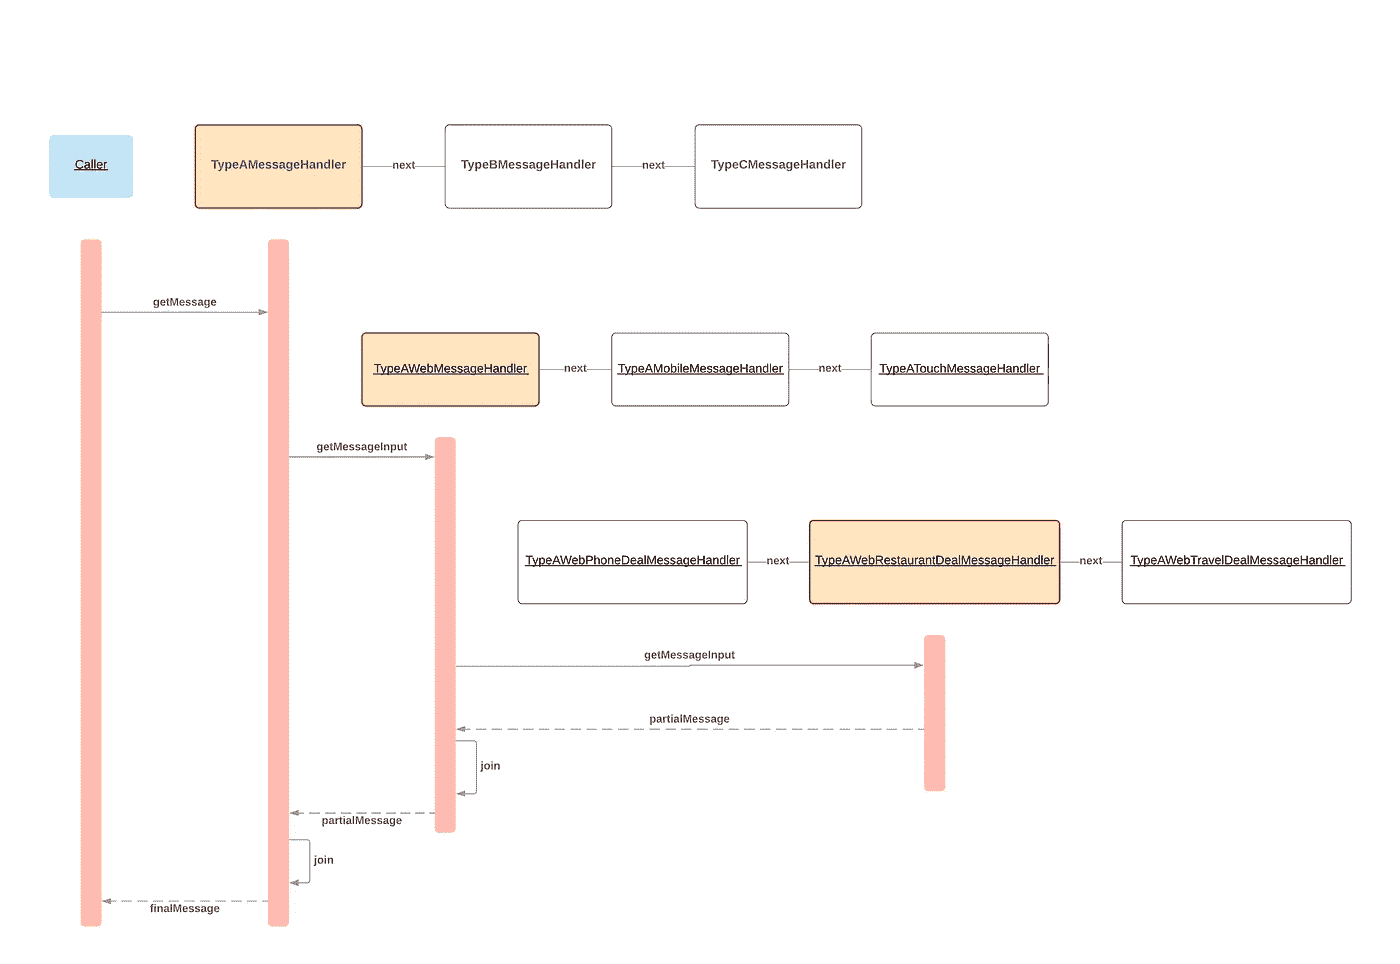 Caller
TypeAMessageHandler
next
TypeBMessageHandler
next
TypeCMessageHandler
getMessage
TypeAWebMessageHandler
next
TypeAMobileMessageHandler
next
TypeATouchMessageHandler
getMessageInput
TypeAWebPhoneDealMessageHandler
next
TypeAWebRestaurantDealMessageHandler
next
TypeAWebTravelDealMessageHandler
getMessageInput
partialMessage
join
partialMessage
join
finalMessage